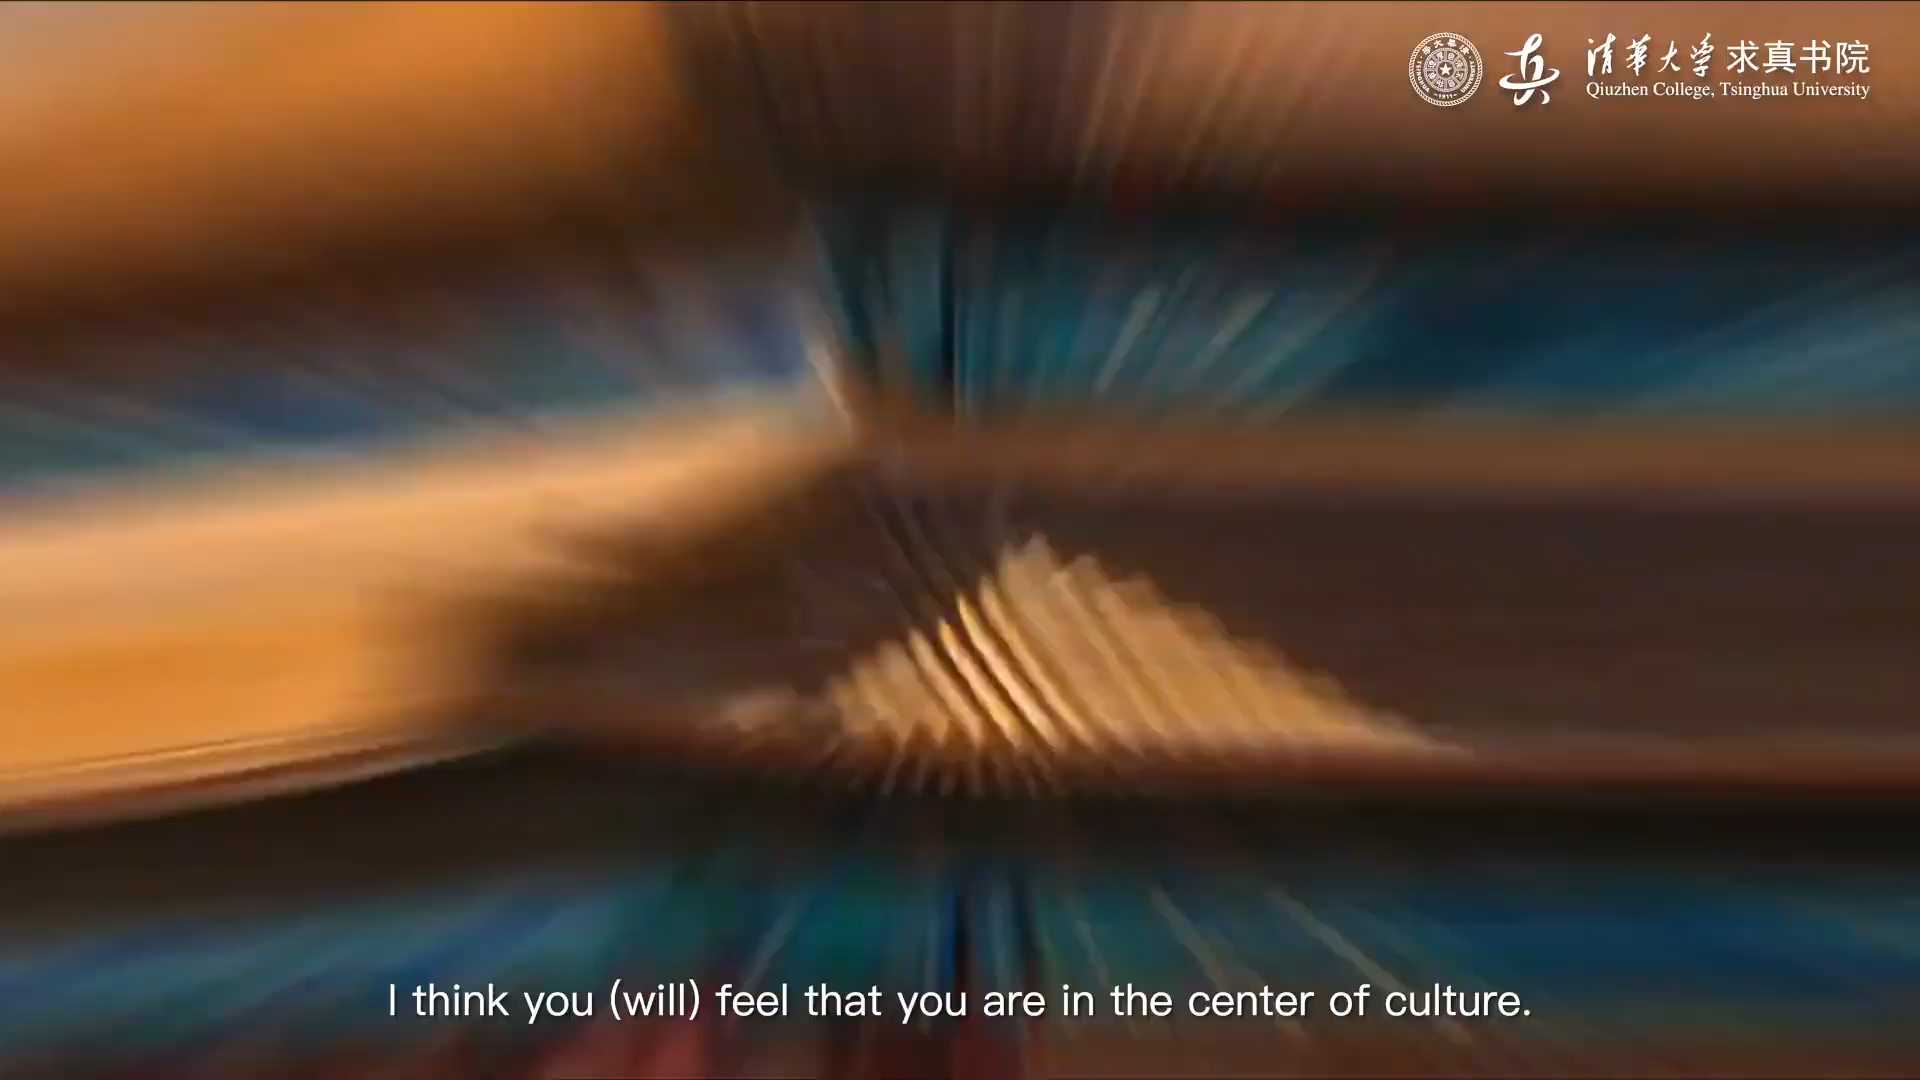 清华大学 求真书院
Qiuzhen College, Tsinghua University
I think you (will) feel that you are in the center of culture.